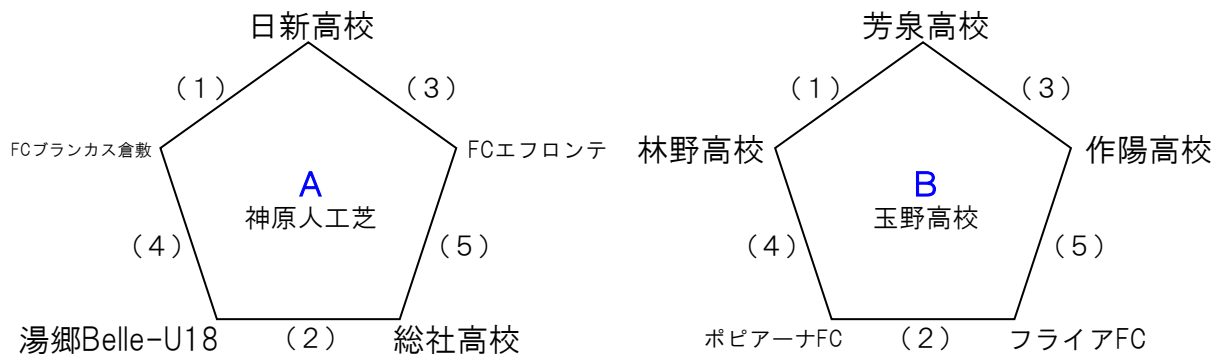 日新高校
（1）
（3）
FCブランカス倉敷
FCエフロンテ
A
神原人工芝
（4）
（5）
湯郷Belle-U18
（2）
総社高校
芳泉高校
（1）
（3）
林野高校
作陽高校
B
玉野高校
（4）
（5）
ポピアーナFC
（2）
フライアFC